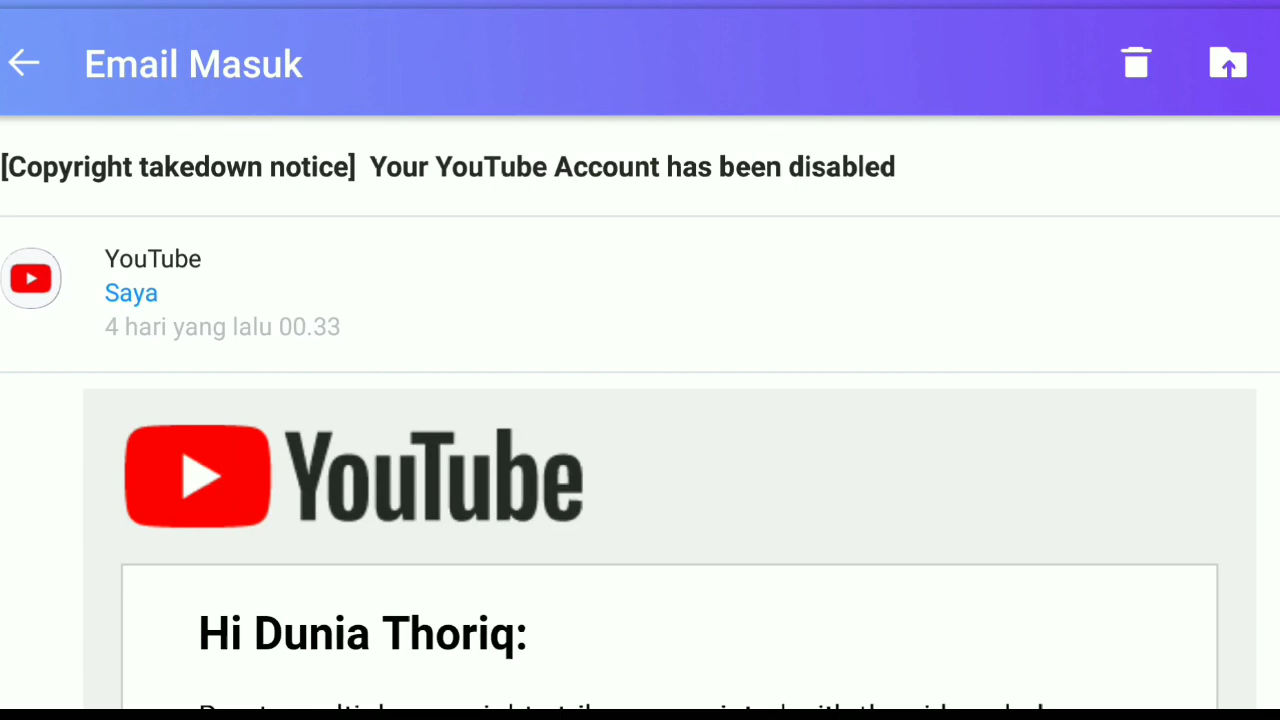 Email Masuk
[Copyright takedown notice] Your YouTube Account has been disabled
YouTube
Saya
4 hari yang lalu 00.33
YouTube
Hi Dunia Thoriq: